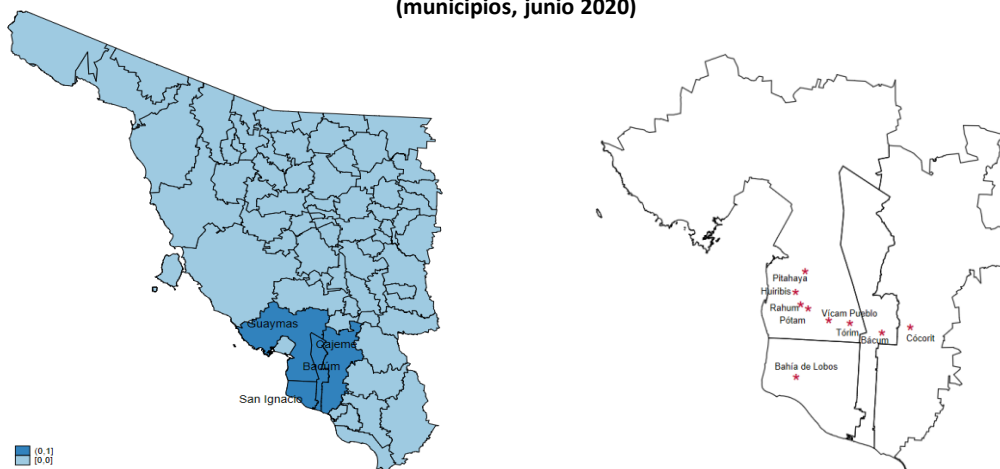 (municipios, junio 2020)
Guaymas
Cajeme
Bacúm
San Ignacio
(0,1]
[0,0]
Pitahaya
Huiribis
Rahum
Pótam
Vícam Pueblo
Tórim
Bácum
Cócorit
Bahía de Lobos